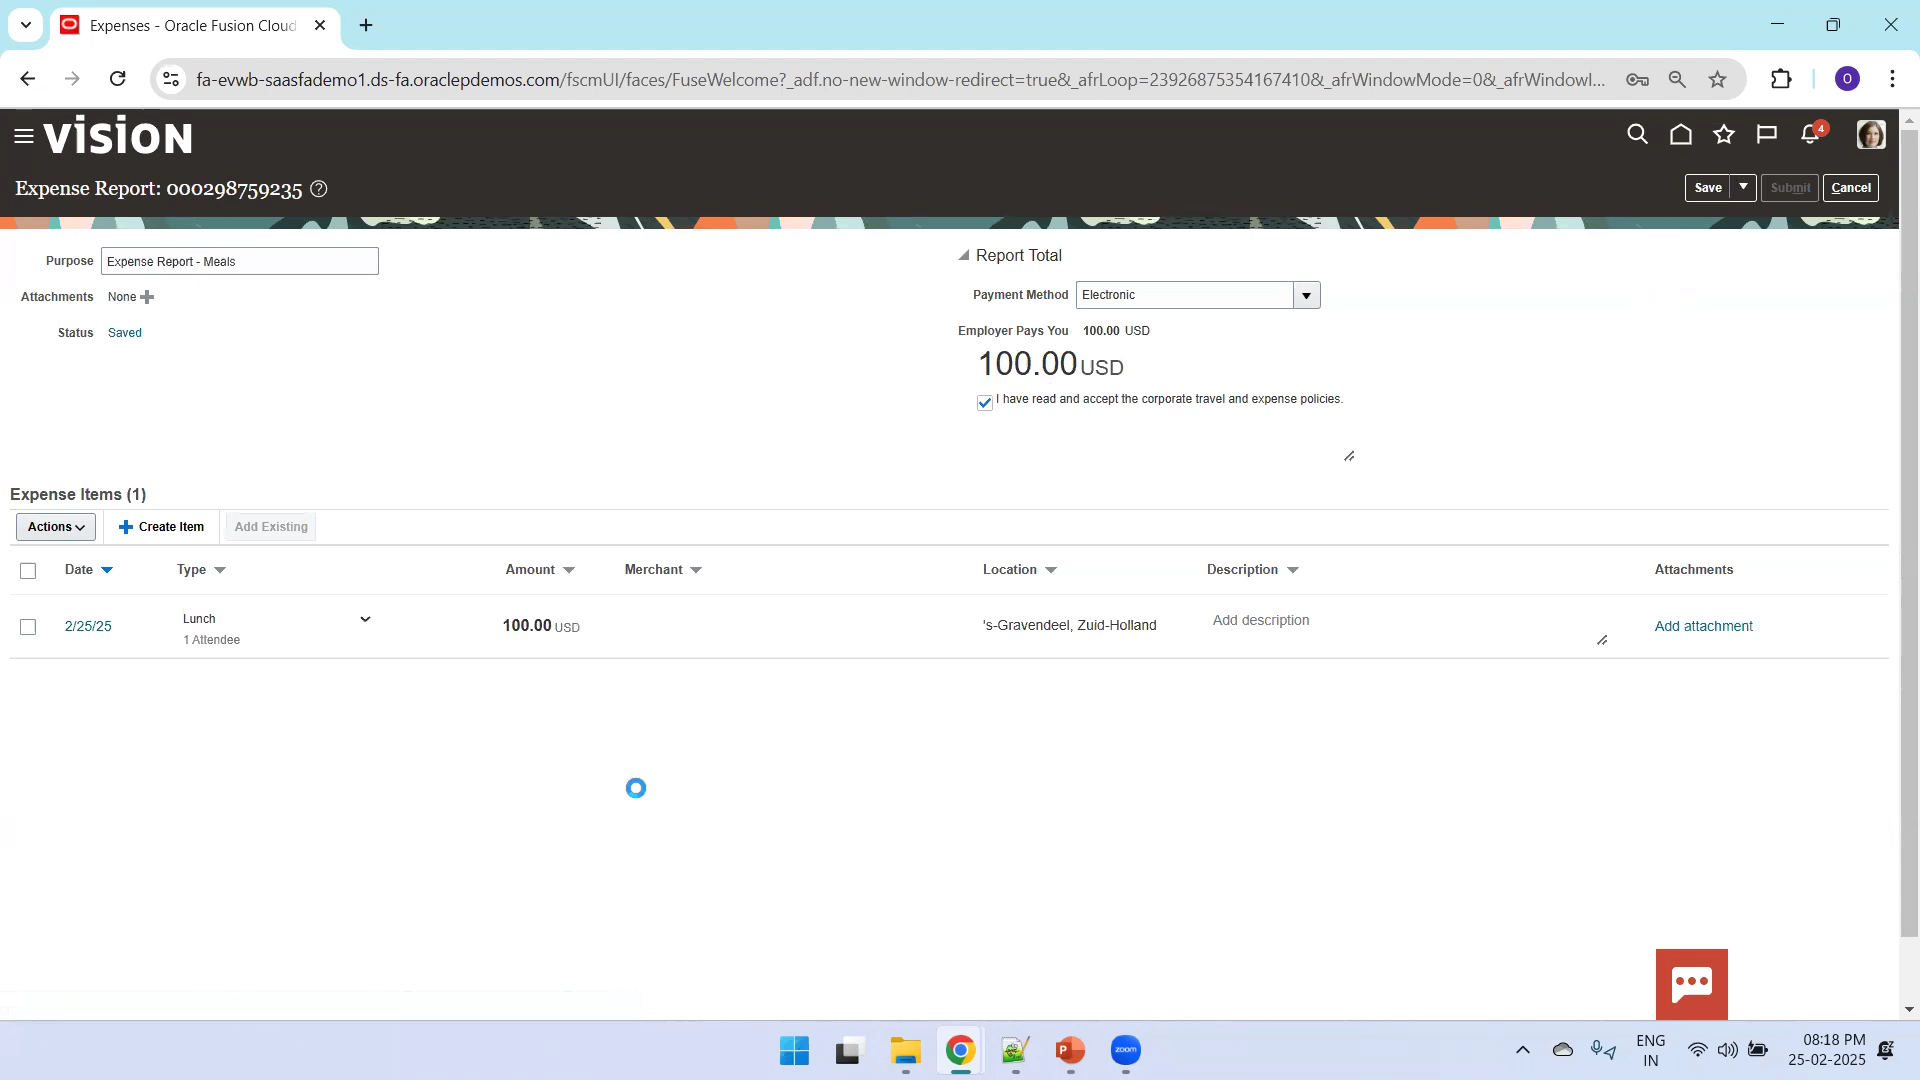 Expenses - Oracle Fusion Cloud
fa-evwb-saasfademo1.ds-fa.oraclepdemos.com/fscmUI/faces/FuseWelcome?_adf.no-new-window-redirect=true&_afrLoop=23926875354167410&_afrWindowMode=0&_afrWindowI...
O
vision
4
Expense Report: 000298759235
Save
Submit
Cancel
Purpose
Expense Report - Meals
Attachments
None
Status
Saved
Report Total
Payment Method
Electronic
Employer Pays You 100.00 USD
100.00 USD
I have read and accept the corporate travel and expense policies.
Expense Items (1)
Actions
Create Item
Add Existing
Date
Type
Amount
Merchant
Location
Description
Attachments
2/25/25
Lunch
1 Attendee
100.00 USD
's-Gravendeel, Zuid-Holland
Add description
Add attachment
zoom
ENG
IN
08:18 PM
25-02-2025